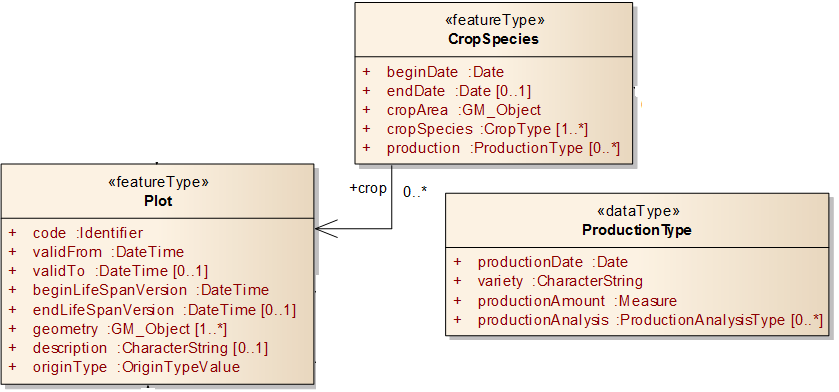 «featureType»
CropSpecies
+ beginDate :Date
+ endDate :Date [0..1]
+ cropArea :GM_Object
+ cropSpecies :CropType [1..*]
+ production :ProductionType [0..*]
+crop 0..*
«featureType»
Plot
+ code :Identifier
+ validFrom :DateTime
+ validTo :DateTime [0..1]
+ beginLifeSpanVersion :DateTime
+ endLifeSpanVersion :DateTime [0..1]
+ geometry :GM_Object [1..*]
+ description :CharacterString [0..1]
+ originType :OriginTypeValue
«dataType»
ProductionType
+ productionDate :Date
+ variety :CharacterString
+ productionAmount :Measure
+ productionAnalysis :ProductionAnalysisType [0..*]